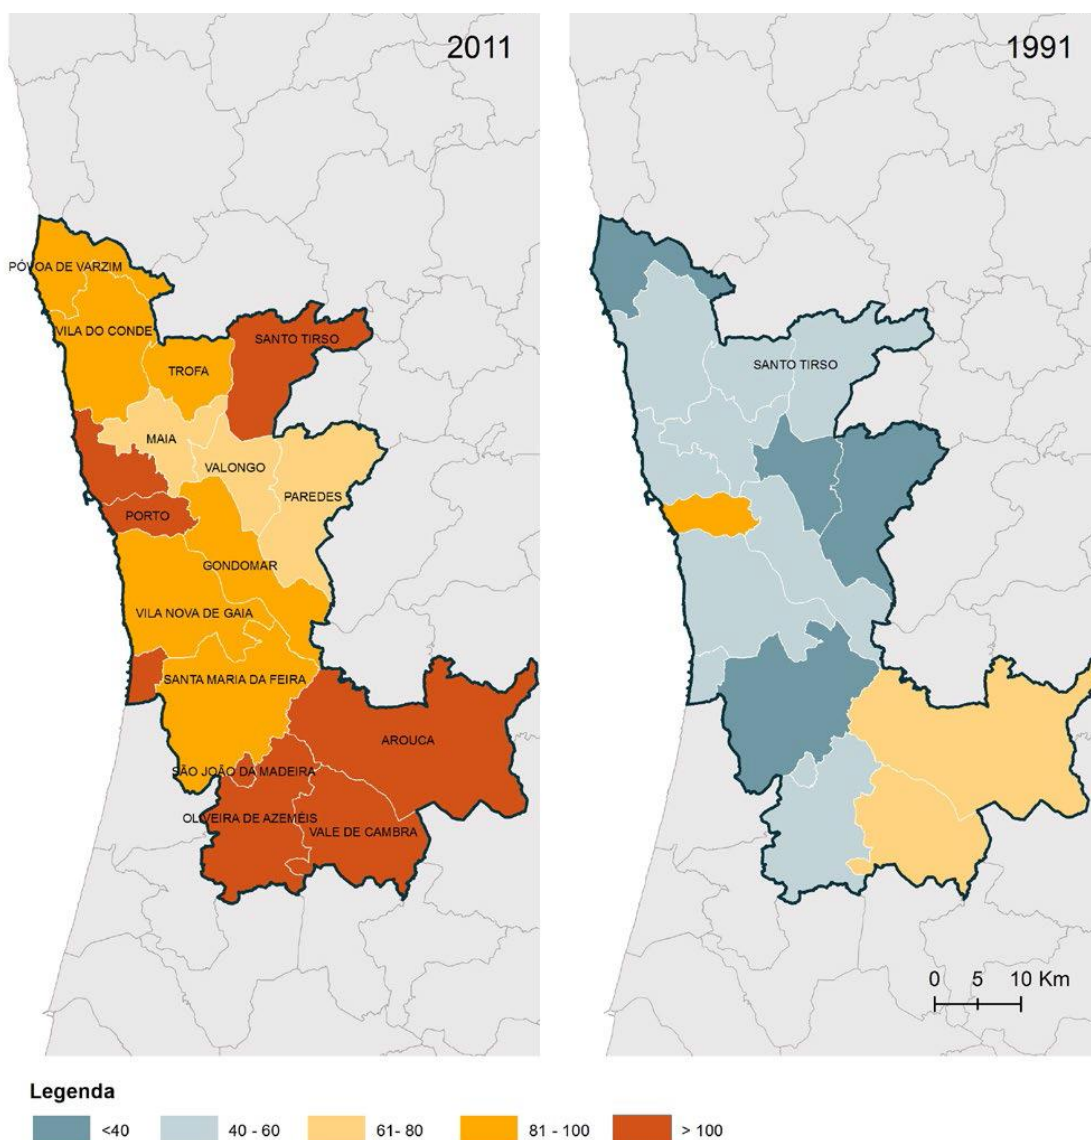 2011
PÓVOA DE VARZIM
VILA DO CONDE
SANTO TIRSO
TROFA
MAIA
VALONGO
PAREDES
PORTO
GONDOMAR
VILA NOVA DE GAIA
SANTA MARIA DA FEIRA
AROUCA
SÃO JOÃO DA MADEIRA
OLIVEIRA DE AZEMÉIS
VALE DE CAMBRA
1991
SANTO TIRSO
0 5 10 Km
Legenda
<40
40 - 60
61- 80
81 - 100
> 100